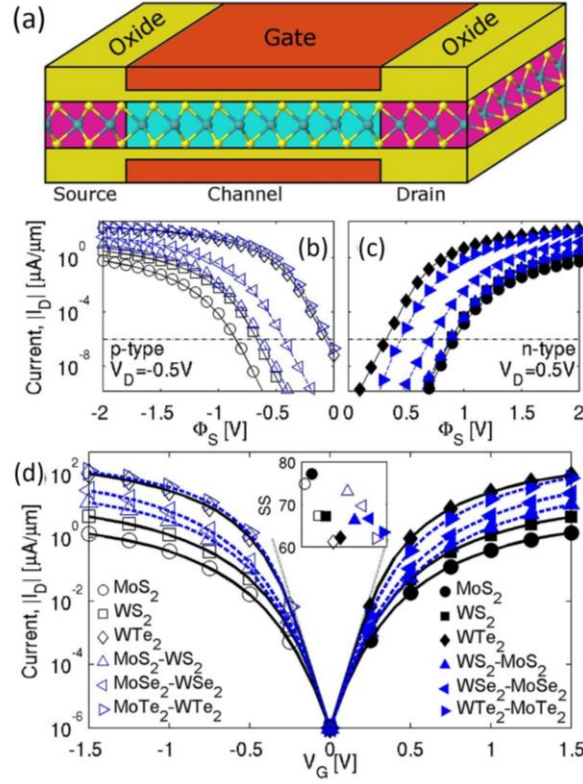 (a)
Oxide
Gate
Oxide
Source
Channel
Drain
Current, |I_D| [μA/μm]
10^0
10^-4
10^-8
(b)
p-type
V_D=-0.5V
-2
-1.5
-1
-0.5
0
Φ_S [V]
(c)
n-type
V_D=0.5V
0
0.5
1
1.5
2
Φ_S [V]
(d)
Current, ||_D| [μA/μm]
10^2
10^0
10^-2
10^-4
10^-6
SS
80
70
60
MoS_2
WS_2
WTe_2
MoS_2-WS_2
MoSe_2-WSe_2
MoTe_2-WTe_2
MoS_2
WS_2
WTe_2
WS_2-MoS_2
WSe_2-MoSe_2
WTe_2-MoTe_2
-1.5
-1.0
-0.5
0
0.5
1.0
1.5
V_G [V]